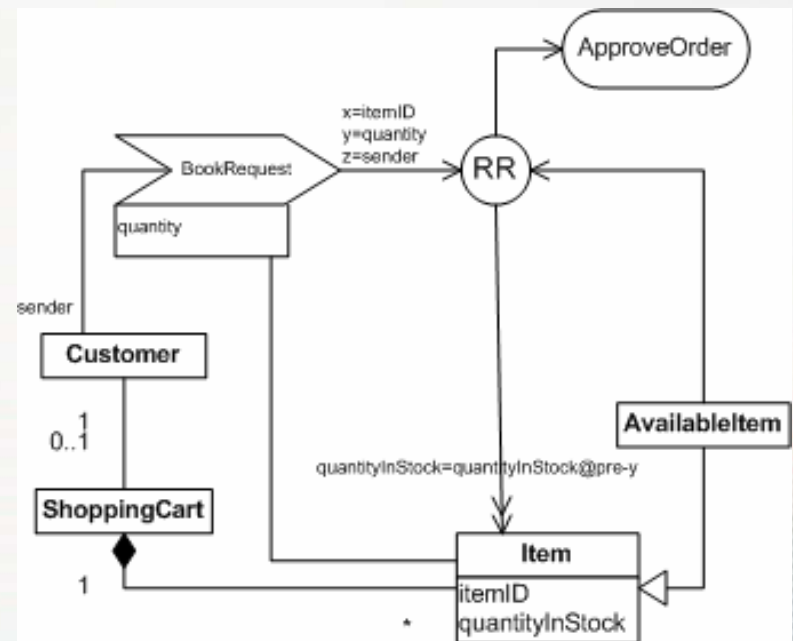 ApproveOrder
x=itemID
y=quantity
z=sender
BookRequest
RR
quantity
sender
Customer
1
0..1
AvailableItem
quantityInStock=quantityInStock@pre-y
ShoppingCart
Item
1
itemID
*
quantityInStock